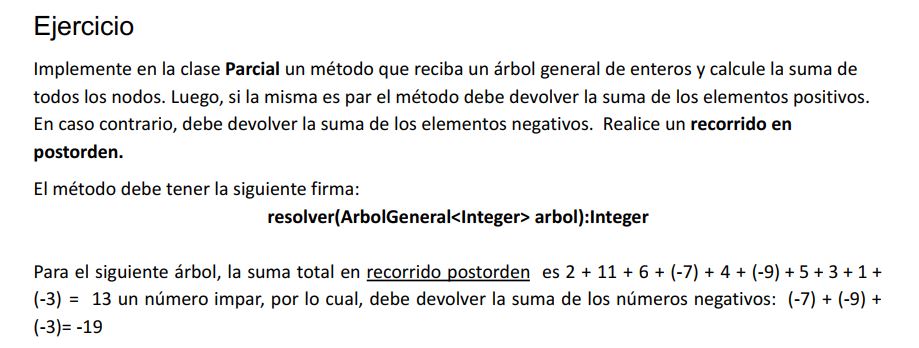 Ejercicio
Implemente en la clase Parcial un método que reciba un árbol general de enteros y calcule la suma de
todos los nodos. Luego, si la misma es par el método debe devolver la suma de los elementos positivos.
En caso contrario, debe devolver la suma de los elementos negativos. Realice un recorrido en
postorden.
El método debe tener la siguiente firma:
resolver(ArbolGeneral<Integer> arbol):Integer
Para el siguiente árbol, la suma total en recorrido postorden es 2 + 11 + 6 + (-7) + 4 + (-9) + 5 + 3 + 1 +
(-3) = 13 un número impar, por lo cual, debe devolver la suma de los números negativos: (-7) + (-9) +
(-3)= -19